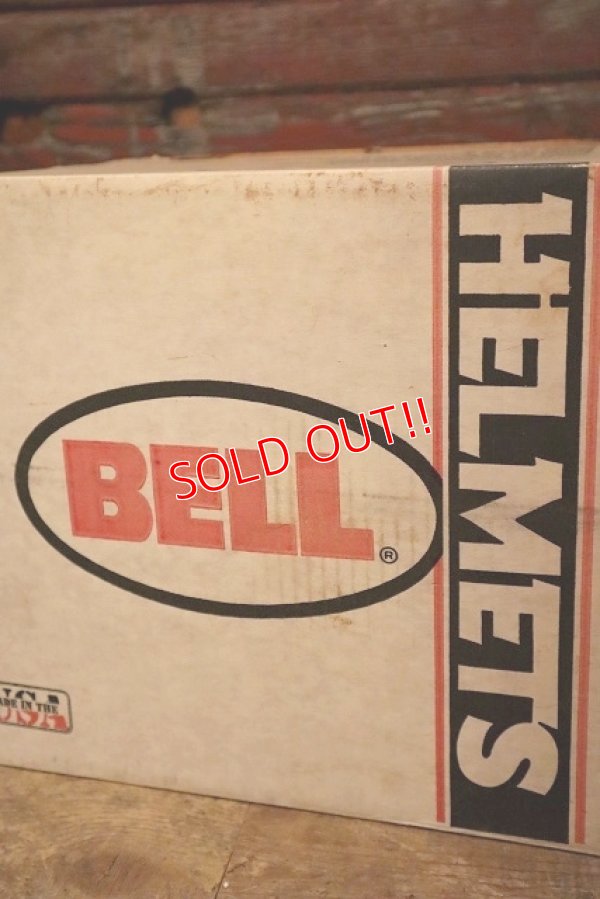 BELL
®
SOLD OUT!!
HELMETS
MADE IN THE
USA